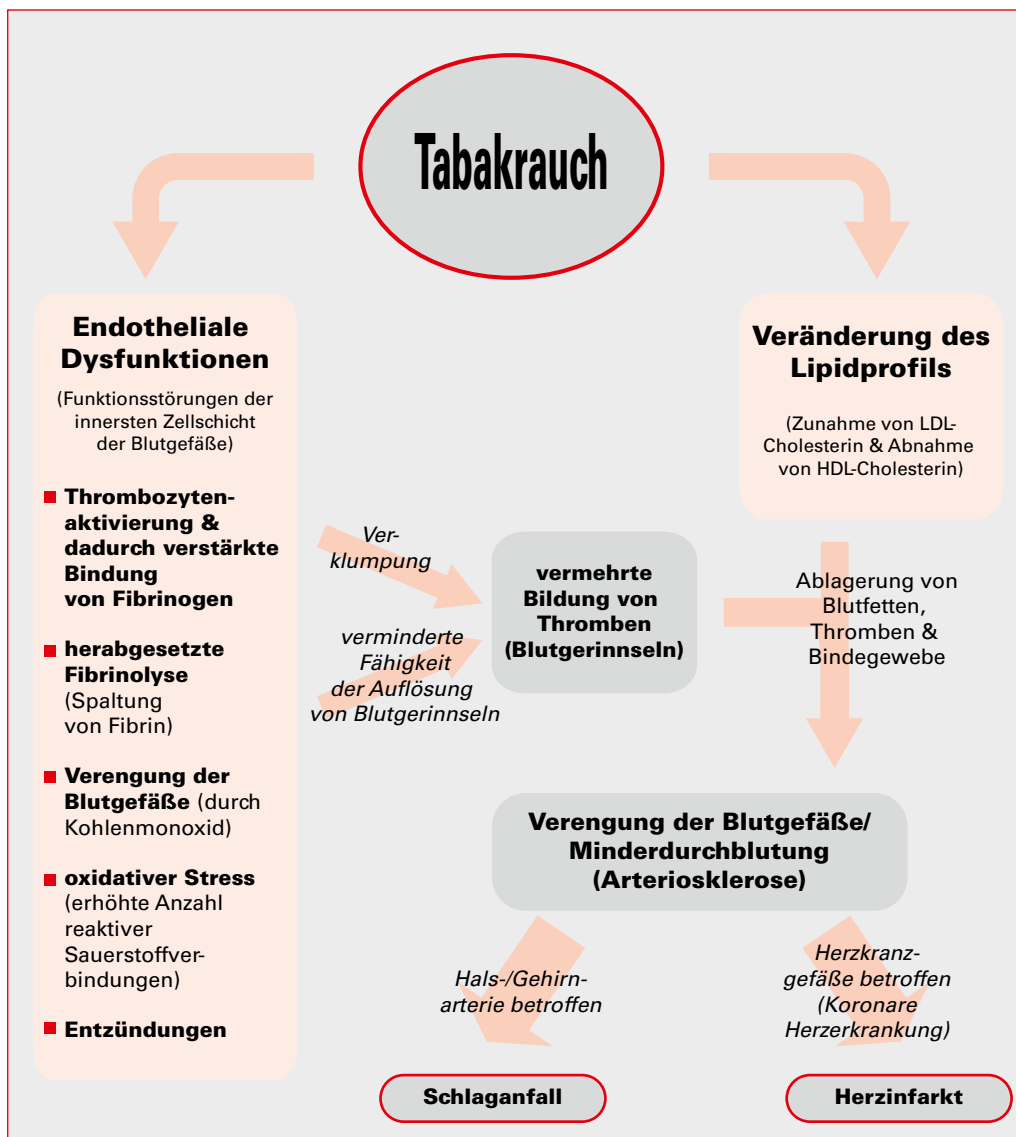 Tabakrauch
Endotheliale
Dysfunktionen
(Funktionsstörungen der
innersten Zellschicht
der Blutgefäße)
Thrombozyten-
aktivierung &
dadurch verstärkte
Bindung
von Fibrinogen
herabgesetzte
Fibrinolyse
(Spaltung
von Fibrin)
Verengung der
Blutgefäße (durch
Kohlenmonoxid)
oxidativer Stress
(erhöhte Anzahl
reaktiver
Sauerstoffver-
bindungen)
Entzündungen
Ver-
klumpung
verminderte
Fähigkeit
der Auflösung
von Blutgerinnseln
vermehrte
Bildung von
Thromben
(Blutgerinnseln)
Veränderung des
Lipidprofils
(Zunahme von LDL-
Cholesterin & Abnahme
von HDL-Cholesterin)
Ablagerung von
Blutfetten,
Thromben &
Bindegewebe
Verengung der Blutgefäße/
Minderdurchblutung
(Arteriosklerose)
Hals-/Gehirn-
arterie betroffen
Herzkranz-
gefäße betroffen
(Koronare
Herzerkrankung)
Schlaganfall
Herzinfarkt